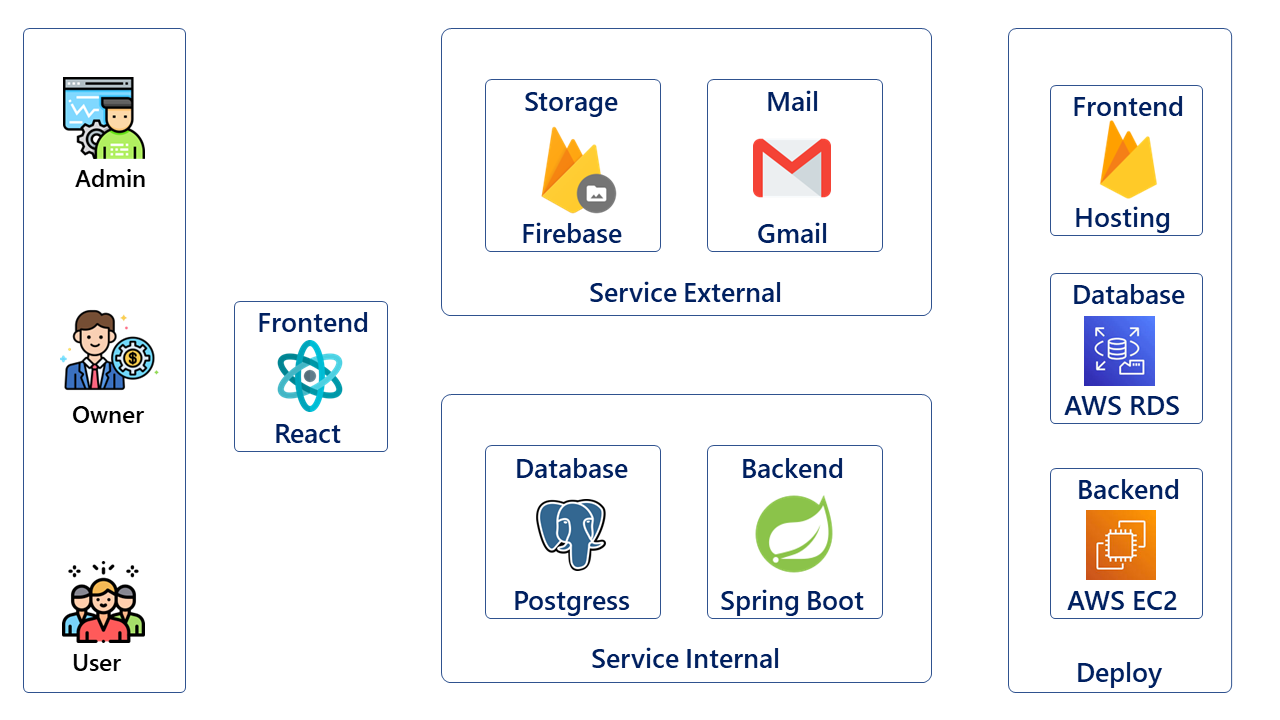 Admin
Owner
User
Frontend
React
Storage
Firebase
Mail
Gmail
Service External
Database
Postgress
Backend
Spring Boot
Service Internal
Frontend
Hosting
Database
AWS RDS
Backend
AWS EC2
Deploy